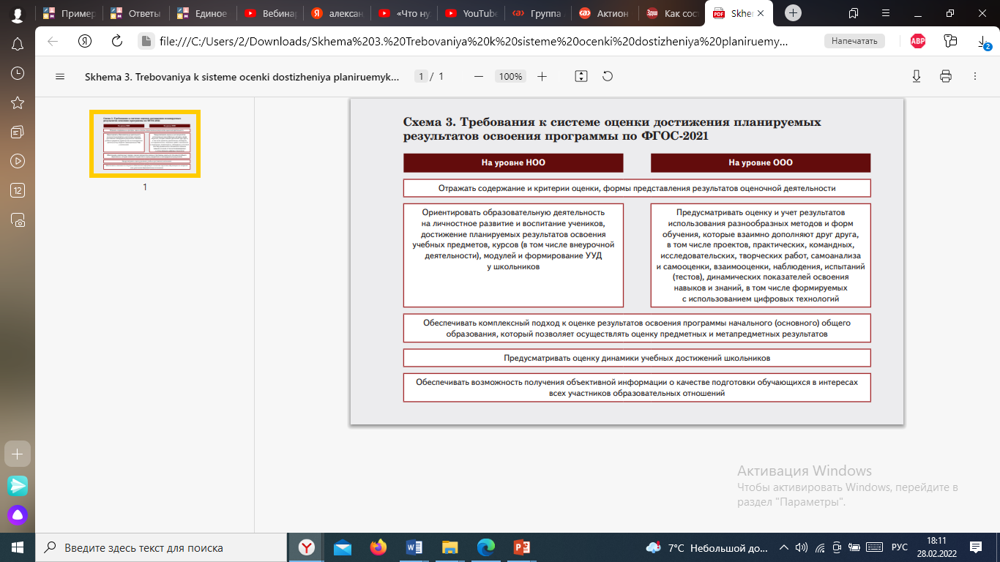 Пример
Ответы
Единое
Вебина
алексан
«Что ну
YouTube
Группа
Актион
Как сос
Skher
file:///C:/Users/2/Downloads/Skhema%203.%20Trebovaniya%20k%20sisteme%20ocenki%20dostizheniya%20planiruemy...
Напечатать
ABP
2
Skhema 3. Trebovaniya k sisteme ocenki dostizheniya planiruemyk...
1 / 1
100%
12
1
Схема 3. Требования к системе оценки достижения планируемых
результатов освоения программы по ФГОС-2021
На уровне НОО
На уровне ООО
Отражать содержание и критерии оценки, формы представления результатов оценочной деятельности
Ориентировать образовательную деятельность
на личностное развитие и воспитание учеников,
достижение планируемых результатов освоения
учебных предметов, курсов (в том числе внеурочной
деятельности), модулей и формирование УУД
у школьников
Предусматривать оценку и учет результатов
использования разнообразных методов и форм
обучения, которые взаимно дополняют друг друга,
в том числе проектов, практических, командных,
исследовательских, творческих работ, самоанализа
и самооценки, взаимооценки, наблюдения, испытаний
(тестов), динамических показателей освоения
навыков и знаний, в том числе формируемых
с использованием цифровых технологий
Обеспечивать комплексный подход к оценке результатов освоения программы начального (основного) общего
образования, который позволяет осуществлять оценку предметных и метапредметных результатов
Предусматривать оценку динамики учебных достижений школьников
Обеспечивать возможность получения объективной информации о качестве подготовки обучающихся в интересах
всех участников образовательных отношений
Активация Windows
Чтобы активировать Windows, перейдите в
раздел "Параметры".
Введите здесь текст для поиска
7°C Небольшой до...
РУС
18:11
28.02.2022